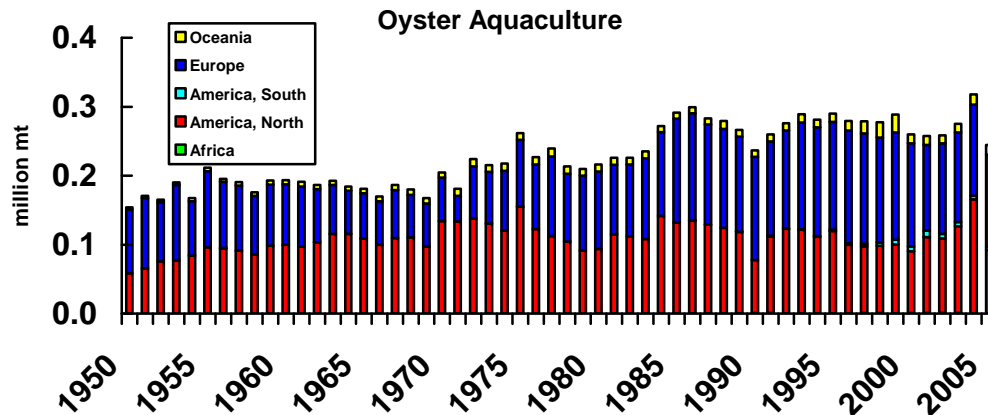 Oyster Aquaculture
0.4
0.3
0.2
0.1
0.0
million mt
Oceania
Europe
America, South
America, North
Africa
1950
1955
1960
1965
1970
1975
1980
1985
1990
1995
2000
2005